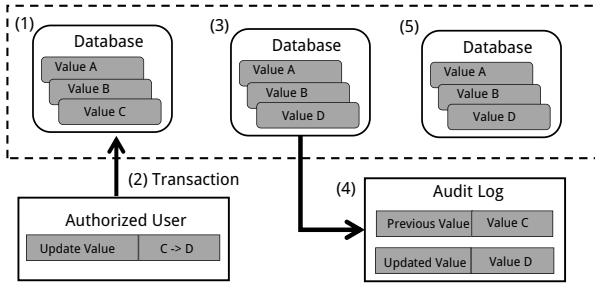 (1)
Database
Value A
Value B
Value C
(3)
Database
Value A
Value B
Value D
(5)
Database
Value A
Value B
Value D
(2) Transaction
Authorized User
Update Value C -> D
(4)
Audit Log
Previous Value Value C
Updated Value Value D